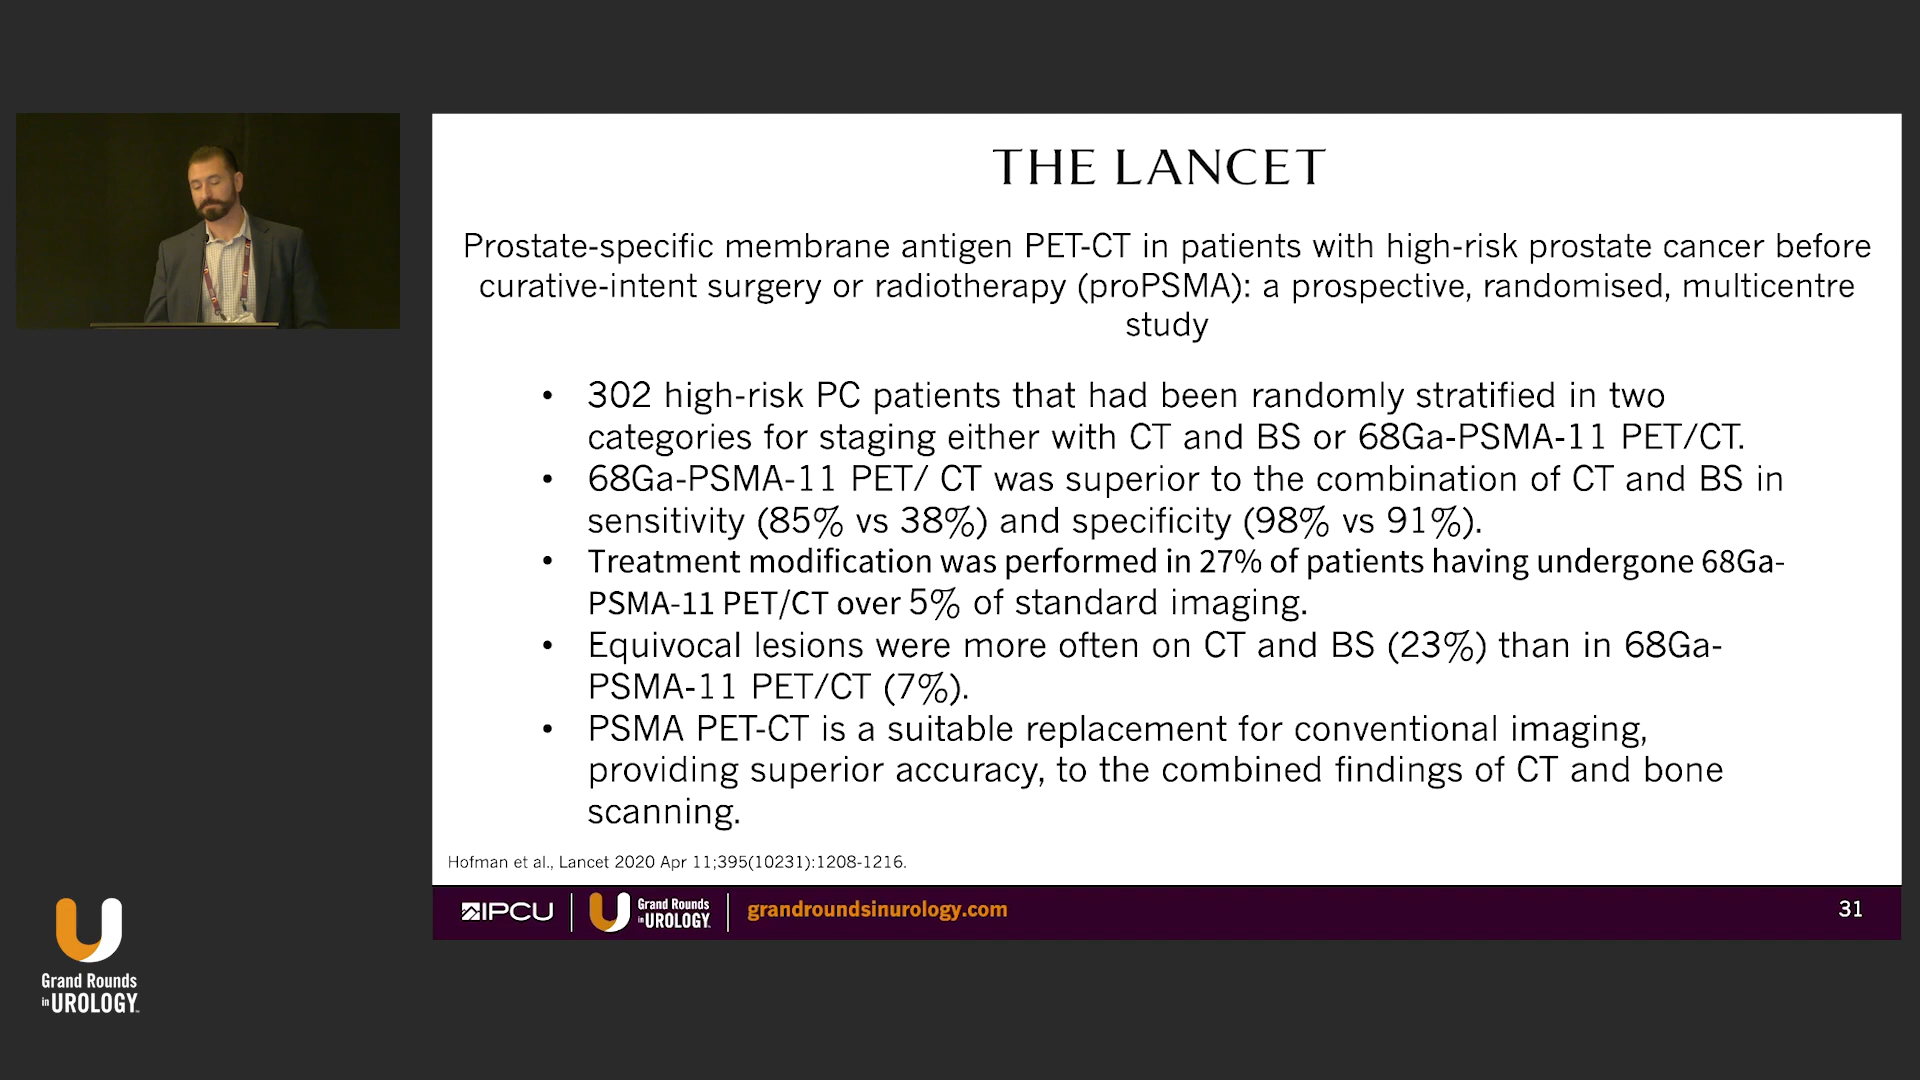 THE LANCET
Prostate-specific membrane antigen PET-CT in patients with high-risk prostate cancer before
curative-intent surgery or radiotherapy (proPSMA): a prospective, randomised, multicentre
study
• 302 high-risk PC patients that had been randomly stratified in two
categories for staging either with CT and BS or 68Ga-PSMA-11 PET/CT.
• 68Ga-PSMA-11 PET/ CT was superior to the combination of CT and BS in
sensitivity (85% vs 38%) and specificity (98% vs 91%).
• Treatment modification was performed in 27% of patients having undergone 68Ga-
PSMA-11 PET/CT over 5% of standard imaging.
• Equivocal lesions were more often on CT and BS (23%) than in 68Ga-
PSMA-11 PET/CT (7%).
• PSMA PET-CT is a suitable replacement for conventional imaging,
providing superior accuracy, to the combined findings of CT and bone
scanning.
Hofman et al., Lancet 2020 Apr 11;395(10231):1208-1216.
IPCU
Grand Rounds
in UROLOGY
grandroundsinurology.com
31
Grand Rounds
in UROLOGY